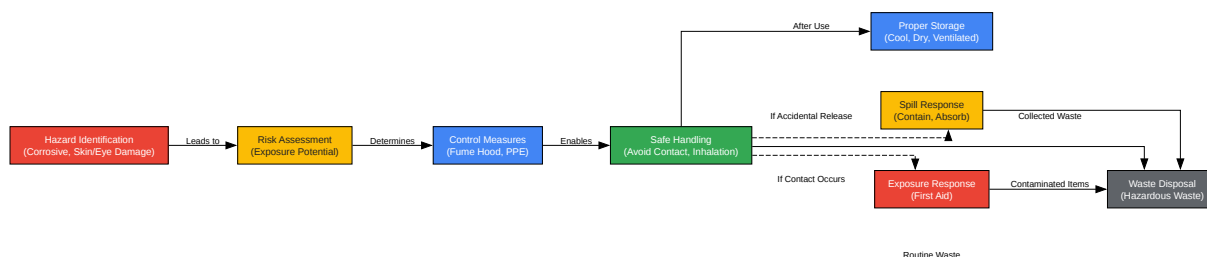 After Use
Proper Storage
(Cool, Dry, Ventilated)
Hazard Identification
(Corrosive, Skin/Eye Damage)
Leads to
Risk Assessment
(Exposure Potential)
Determines
Control Measures
(Fume Hood, PPE)
Enables
Safe Handling
(Avoid Contact, Inhalation)
If Accidental Release
Spill Response
(Contain, Absorb)
Collected Waste
If Contact Occurs
Exposure Response
(First Aid)
Contaminated Items
Waste Disposal
(Hazardous Waste)
Routine Waste